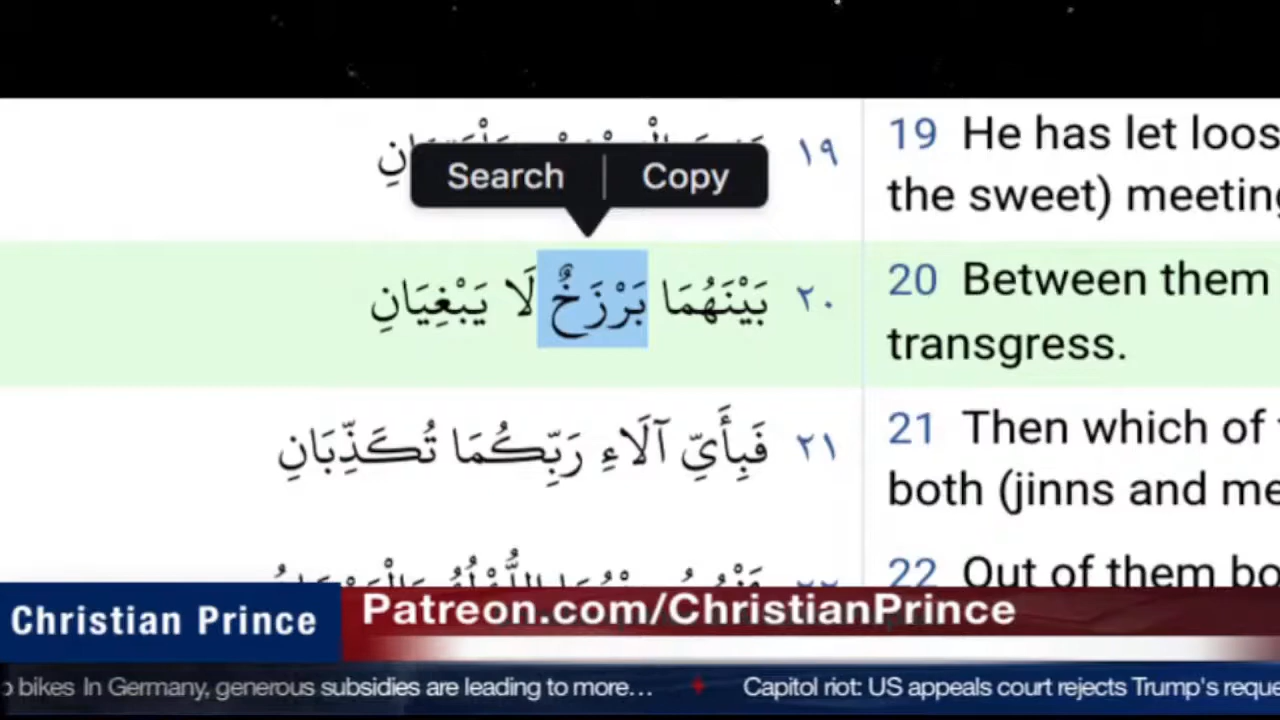 ١٩
19 He has let loos
Search | Copy
the sweet) meeting
بَيْنَهُمَا بَرْزَخٌ لَا يَبْغِيَانِ ٢٠
20 Between them
transgress.
فَبِأَيِّ آلَاءِ رَبِّكُمَا تُكَذِّبَانِ ٢١
21 Then which of
both (jinns and me
22 Out of them bo
Christian Prince
Patreon.com/ChristianPrince
bikes In Germany, generous subsidies are leading to more... Capitol riot: US appeals court rejects Trump's reque